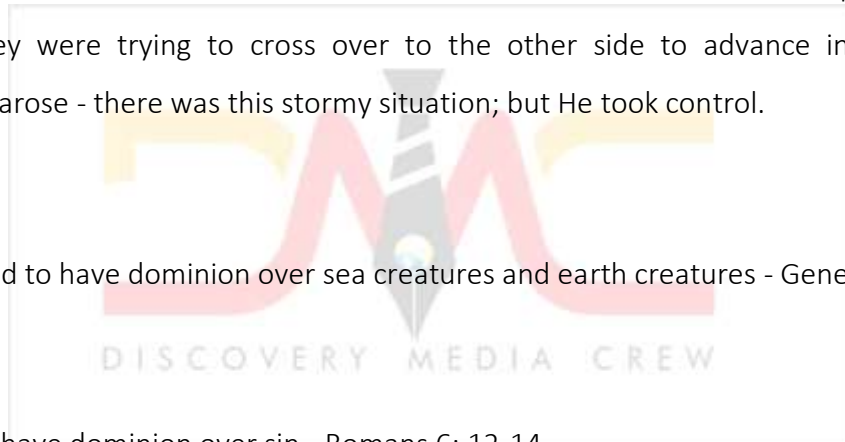 ey were trying to cross over to the other side to advance in
arose - there was this stormy situation; but He took control.
d to have dominion over sea creatures and earth creatures - Gene
DMC
DISCOVERY MEDIA CREW
have dominion over sin - Romans 6: 12-14